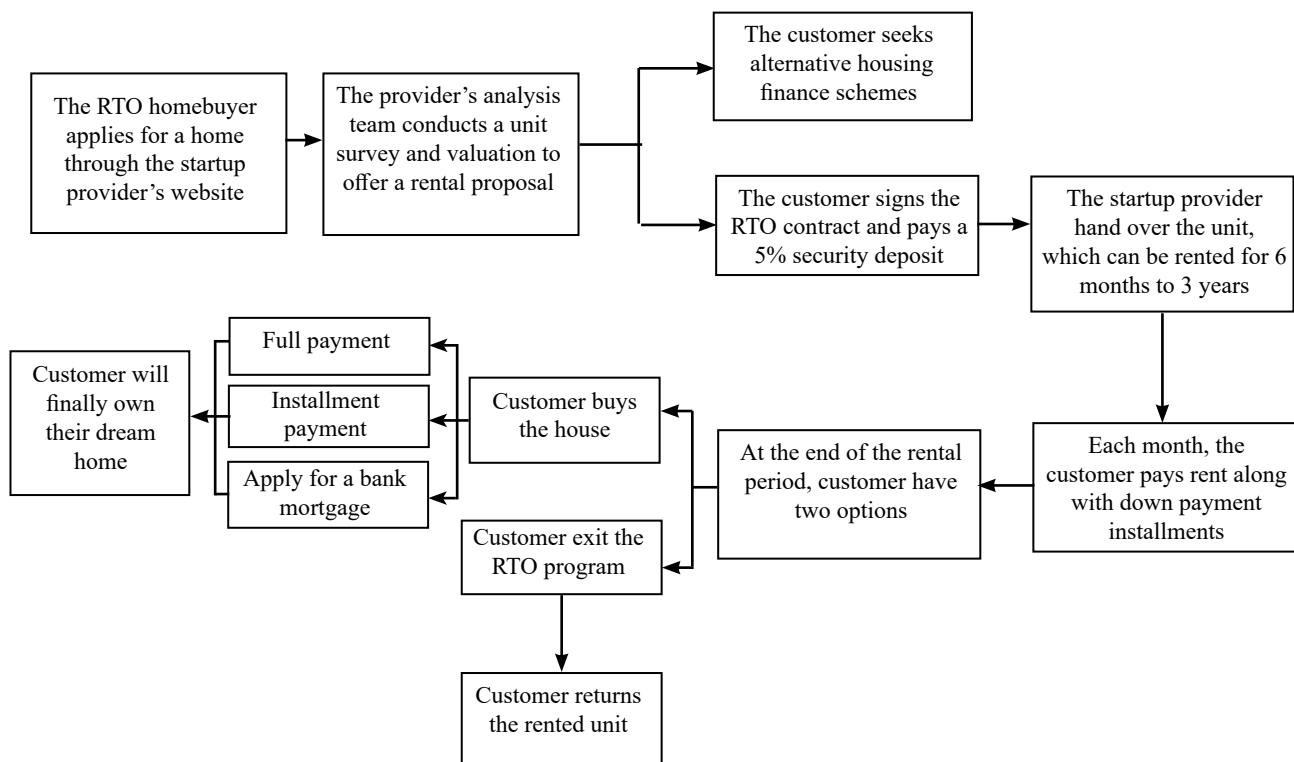 The RTO homebuyer
applies for a home
through the startup
provider’s website
The provider’s analysis
team conducts a unit
survey and valuation to
offer a rental proposal
The customer seeks
alternative housing
finance schemes
The customer signs the
RTO contract and pays a
5% security deposit
The startup provider
hand over the unit,
which can be rented for 6
months to 3 years
Each month, the
customer pays rent along
with down payment
installments
At the end of the rental
period, customer have
two options
Customer buys
the house
Full payment
Installment
payment
Apply for a bank
mortgage
Customer will
finally own
their dream
home
Customer exit the
RTO program
Customer returns
the rented unit